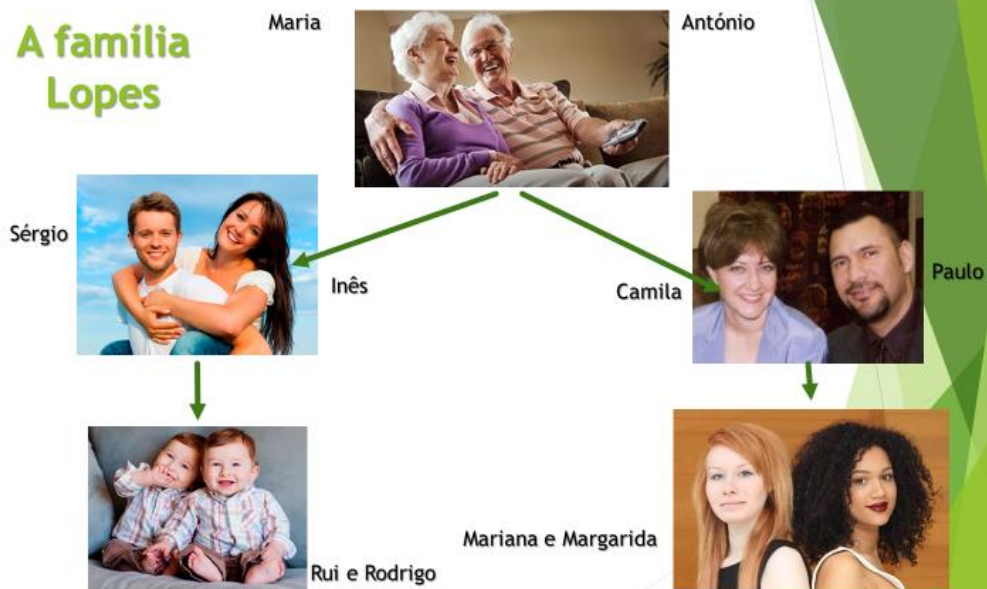 A família
Lopes
Maria
António
Sérgio
Inês
Camila
Paulo
Rui e Rodrigo
Mariana e Margarida